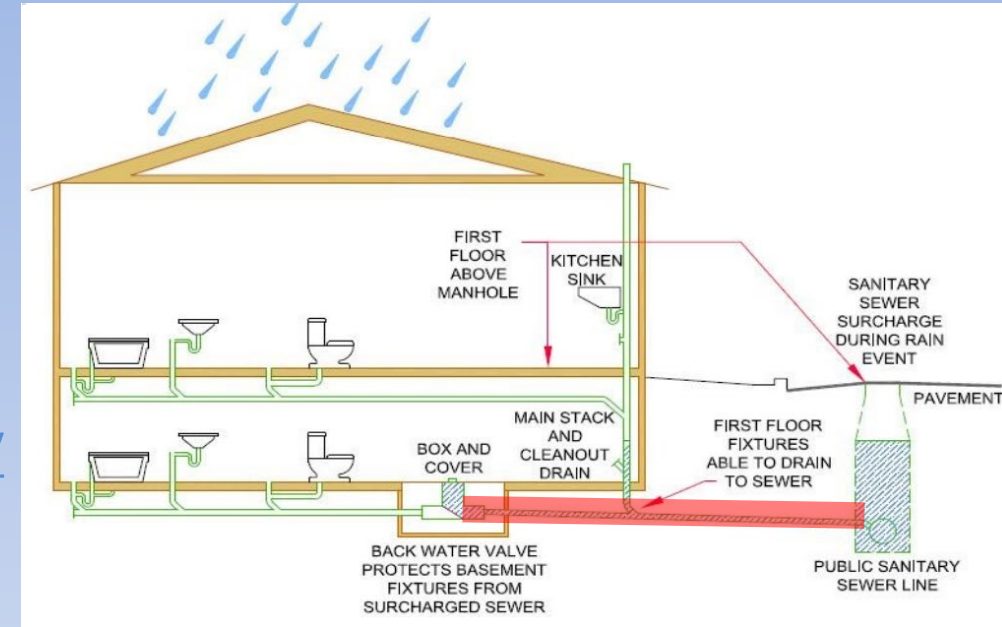 FIRST
FLOOR
ABOVE
MANHOLE
KITCHEN
SINK
SANITARY
SEWER
SURCHARGE
DURING RAIN
EVENT
PAVEMENT
MAIN STACK
AND
CLEANOUT
DRAIN
BOX AND
COVER
FIRST FLOOR
FIXTURES
ABLE TO DRAIN
TO SEWER
BACK WATER VALVE
PROTECTS BASEMENT
FIXTURES FROM
SURCHARGED SEWER
PUBLIC SANITARY
SEWER LINE